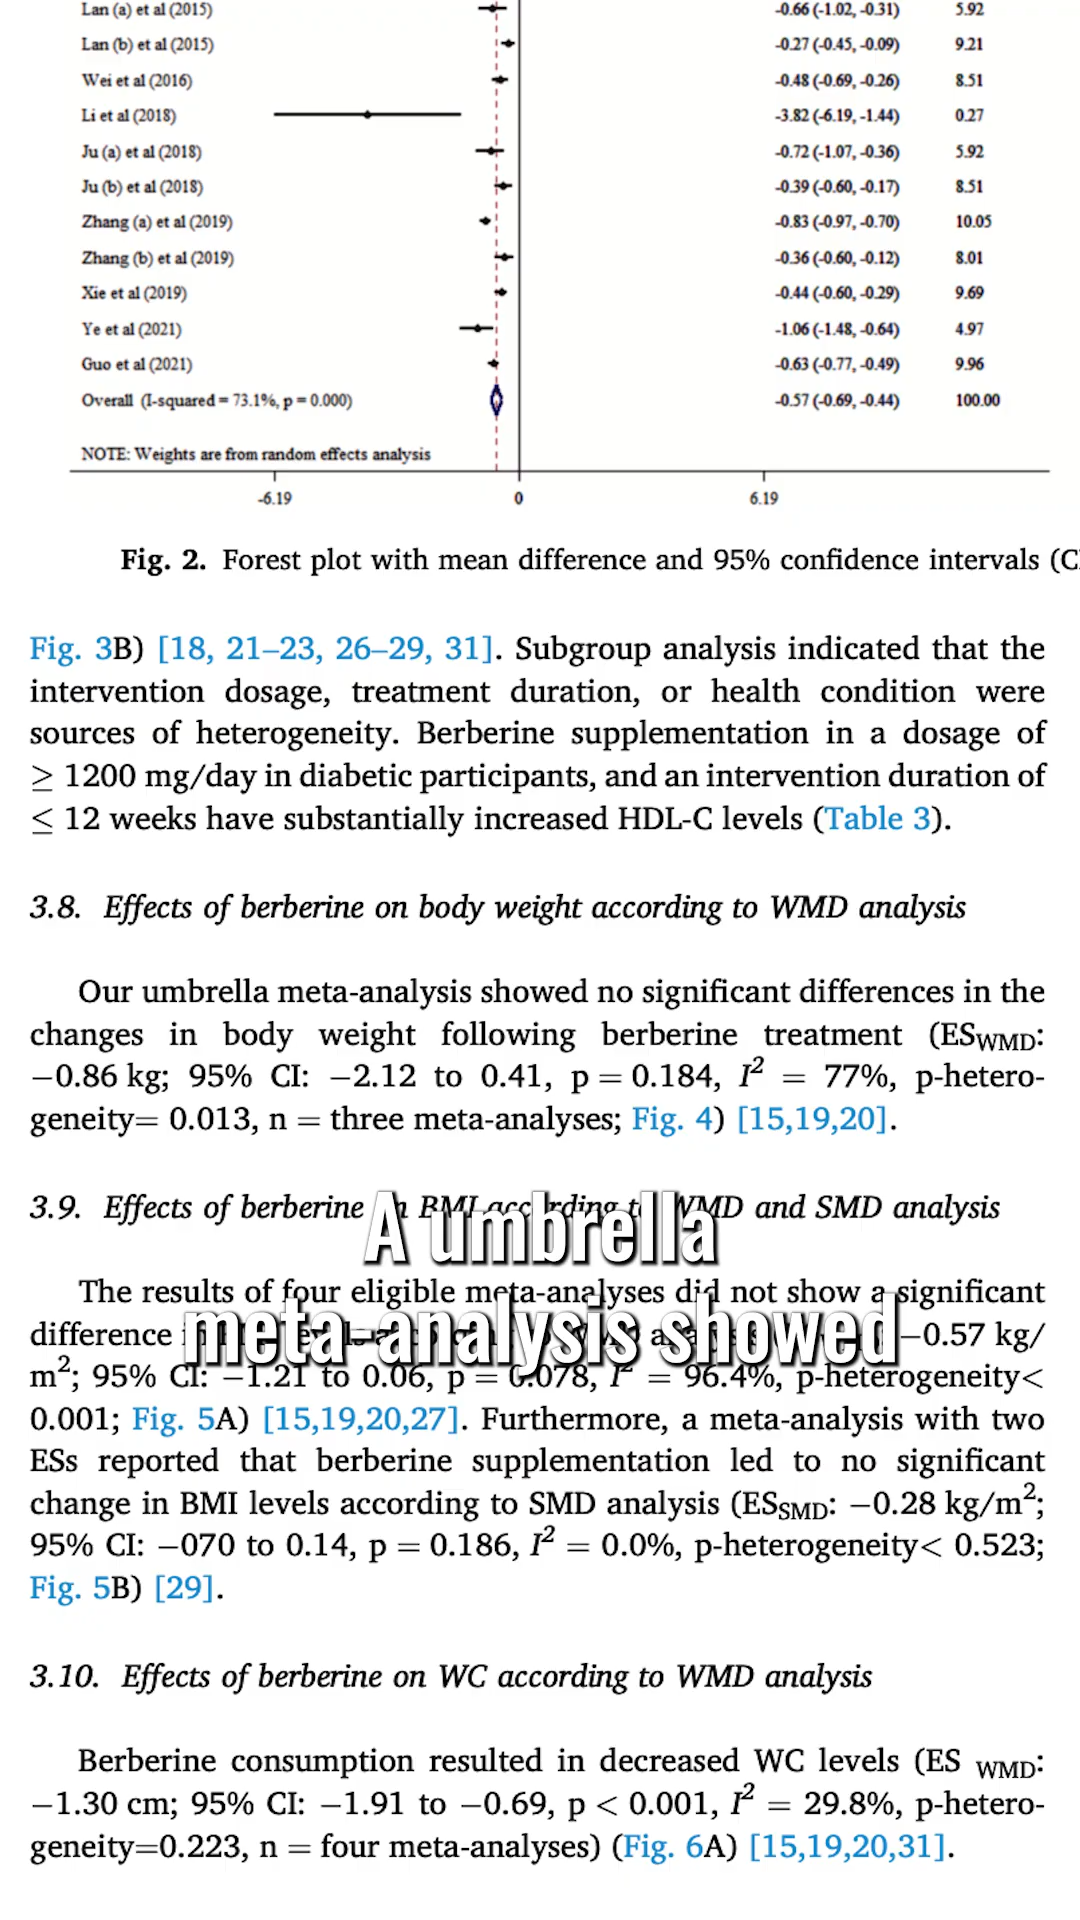 Lan (a) et al (2015) -0.66 (-1.02, -0.31) 5.92
Lan (b) et al (2015) -0.27 (-0.45, -0.09) 9.21
Wei et al (2016) -0.48 (-0.69, -0.26) 8.51
Li et al (2018) -3.82 (-6.19, -1.44) 0.27
Ju (a) et al (2018) -0.72 (-1.07, -0.36) 5.92
Ju (b) et al (2018) -0.39 (-0.60, -0.17) 8.51
Zhang (a) et al (2019) -0.83 (-0.97, -0.70) 10.05
Zhang (b) et al (2019) -0.36 (-0.60, -0.12) 8.01
Xie et al (2019) -0.44 (-0.60, -0.29) 9.69
Ye et al (2021) -1.06 (-1.48, -0.64) 4.97
Guo et al (2021) -0.63 (-0.77, -0.49) 9.96
Overall (I-squared = 73.1%, p = 0.000) -0.57 (-0.69, -0.44) 100.00
NOTE: Weights are from random effects analysis
-6.19 0 6.19
Fig. 2. Forest plot with mean difference and 95% confidence intervals (C
Fig. 3B) [18, 21–23, 26–29, 31]. Subgroup analysis indicated that the
intervention dosage, treatment duration, or health condition were
sources of heterogeneity. Berberine supplementation in a dosage of
≥ 1200 mg/day in diabetic participants, and an intervention duration of
≤ 12 weeks have substantially increased HDL-C levels (Table 3).
3.8. Effects of berberine on body weight according to WMD analysis
Our umbrella meta-analysis showed no significant differences in the
changes in body weight following berberine treatment (ESWMD:
−0.86 kg; 95% CI: −2.12 to 0.41, p = 0.184, I² = 77%, p-hetero-
geneity= 0.013, n = three meta-analyses; Fig. 4) [15,19,20].
3.9. Effects of berberine BMI according to WMD and SMD analysis
A umbrella
The results of four eligible meta-analyses did not show a significant
difference −0.57 kg/
meta-analysis showed
m²; 95% CI: −1.21 to 0.06, p = 0.078, I² = 96.4%, p-heterogeneity<
0.001; Fig. 5A) [15,19,20,27]. Furthermore, a meta-analysis with two
ESs reported that berberine supplementation led to no significant
change in BMI levels according to SMD analysis (ESSMD: −0.28 kg/m²;
95% CI: −070 to 0.14, p = 0.186, I² = 0.0%, p-heterogeneity< 0.523;
Fig. 5B) [29].
3.10. Effects of berberine on WC according to WMD analysis
Berberine consumption resulted in decreased WC levels (ES WMD:
−1.30 cm; 95% CI: −1.91 to −0.69, p < 0.001, I² = 29.8%, p-hetero-
geneity=0.223, n = four meta-analyses) (Fig. 6A) [15,19,20,31].